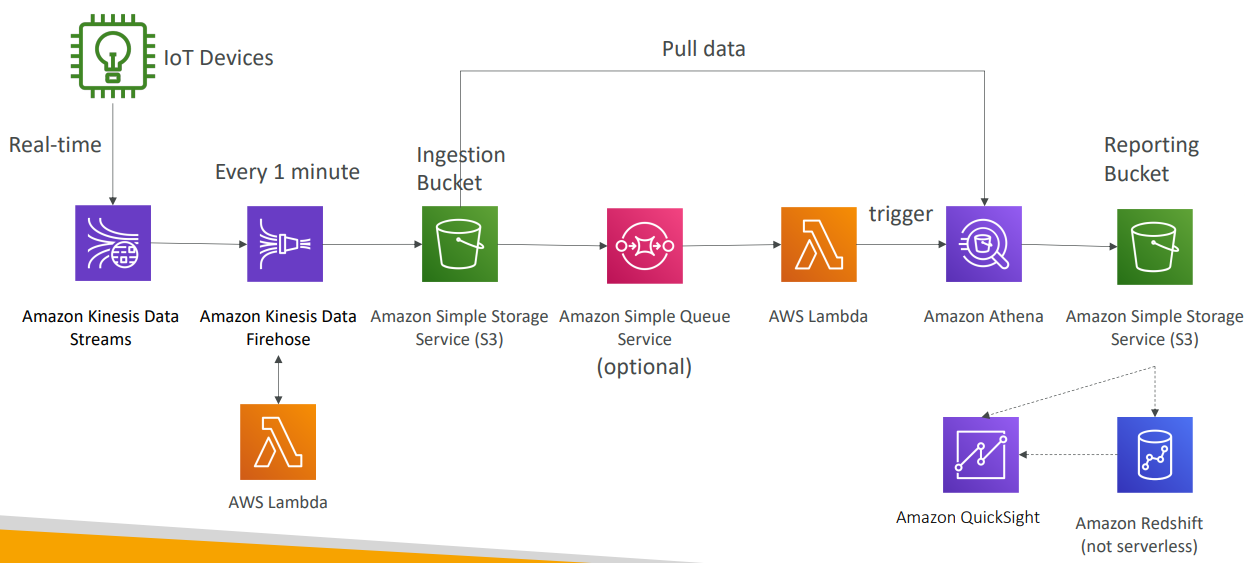 IoT Devices
Pull data
Real-time
Every 1 minute
Ingestion
Bucket
trigger
Reporting
Bucket
Amazon Kinesis Data
Streams
Amazon Kinesis Data
Firehose
Amazon Simple Storage
Service (S3)
Amazon Simple Queue
Service
(optional)
AWS Lambda
Amazon Athena
Amazon Simple Storage
Service (S3)
AWS Lambda
Amazon QuickSight
Amazon Redshift
(not serverless)